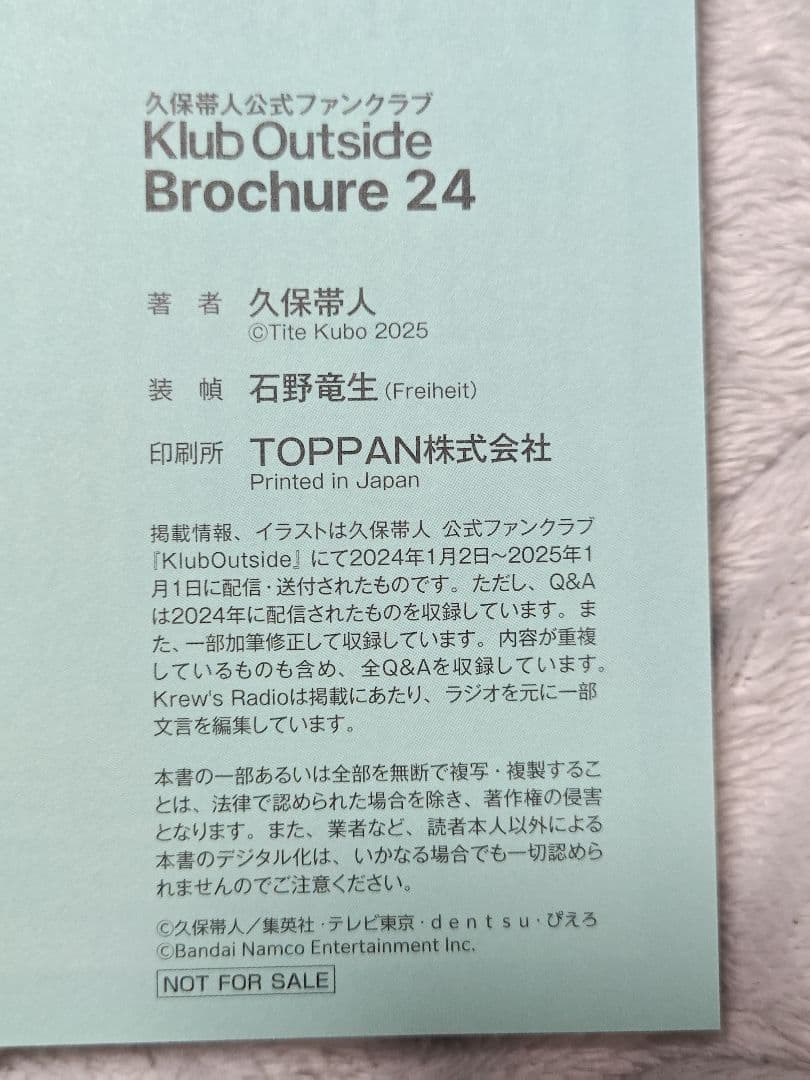 久保帯人公式ファンクラブ
Klub Outside
Brochure 24
著 者 久保帯人
©Tite Kubo 2025
装 幀 石野竜生(Freiheit)
印刷所 TOPPAN株式会社
Printed in Japan
掲載情報、イラストは久保帯人 公式ファンクラブ
『KlubOutside』にて2024年1月2日~2025年1
月1日に配信・送付されたものです。ただし、Q&A
は2024年に配信されたものを収録しています。ま
た、一部加筆修正して収録しています。内容が重複
しているものも含め、全Q&Aを収録しています。
Krew's Radioは掲載にあたり、ラジオを元に一部
文言を編集しています。
本書の一部あるいは全部を無断で複写・複製するこ
とは、法律で認められた場合を除き、著作権の侵害
となります。また、業者など、読者本人以外による
本書のデジタル化は、いかなる場合でも一切認めら
れませんのでご注意ください。
©久保帯人/集英社・テレビ東京・dentsu・ぴえろ
©Bandai Namco Entertainment Inc.
NOT FOR SALE